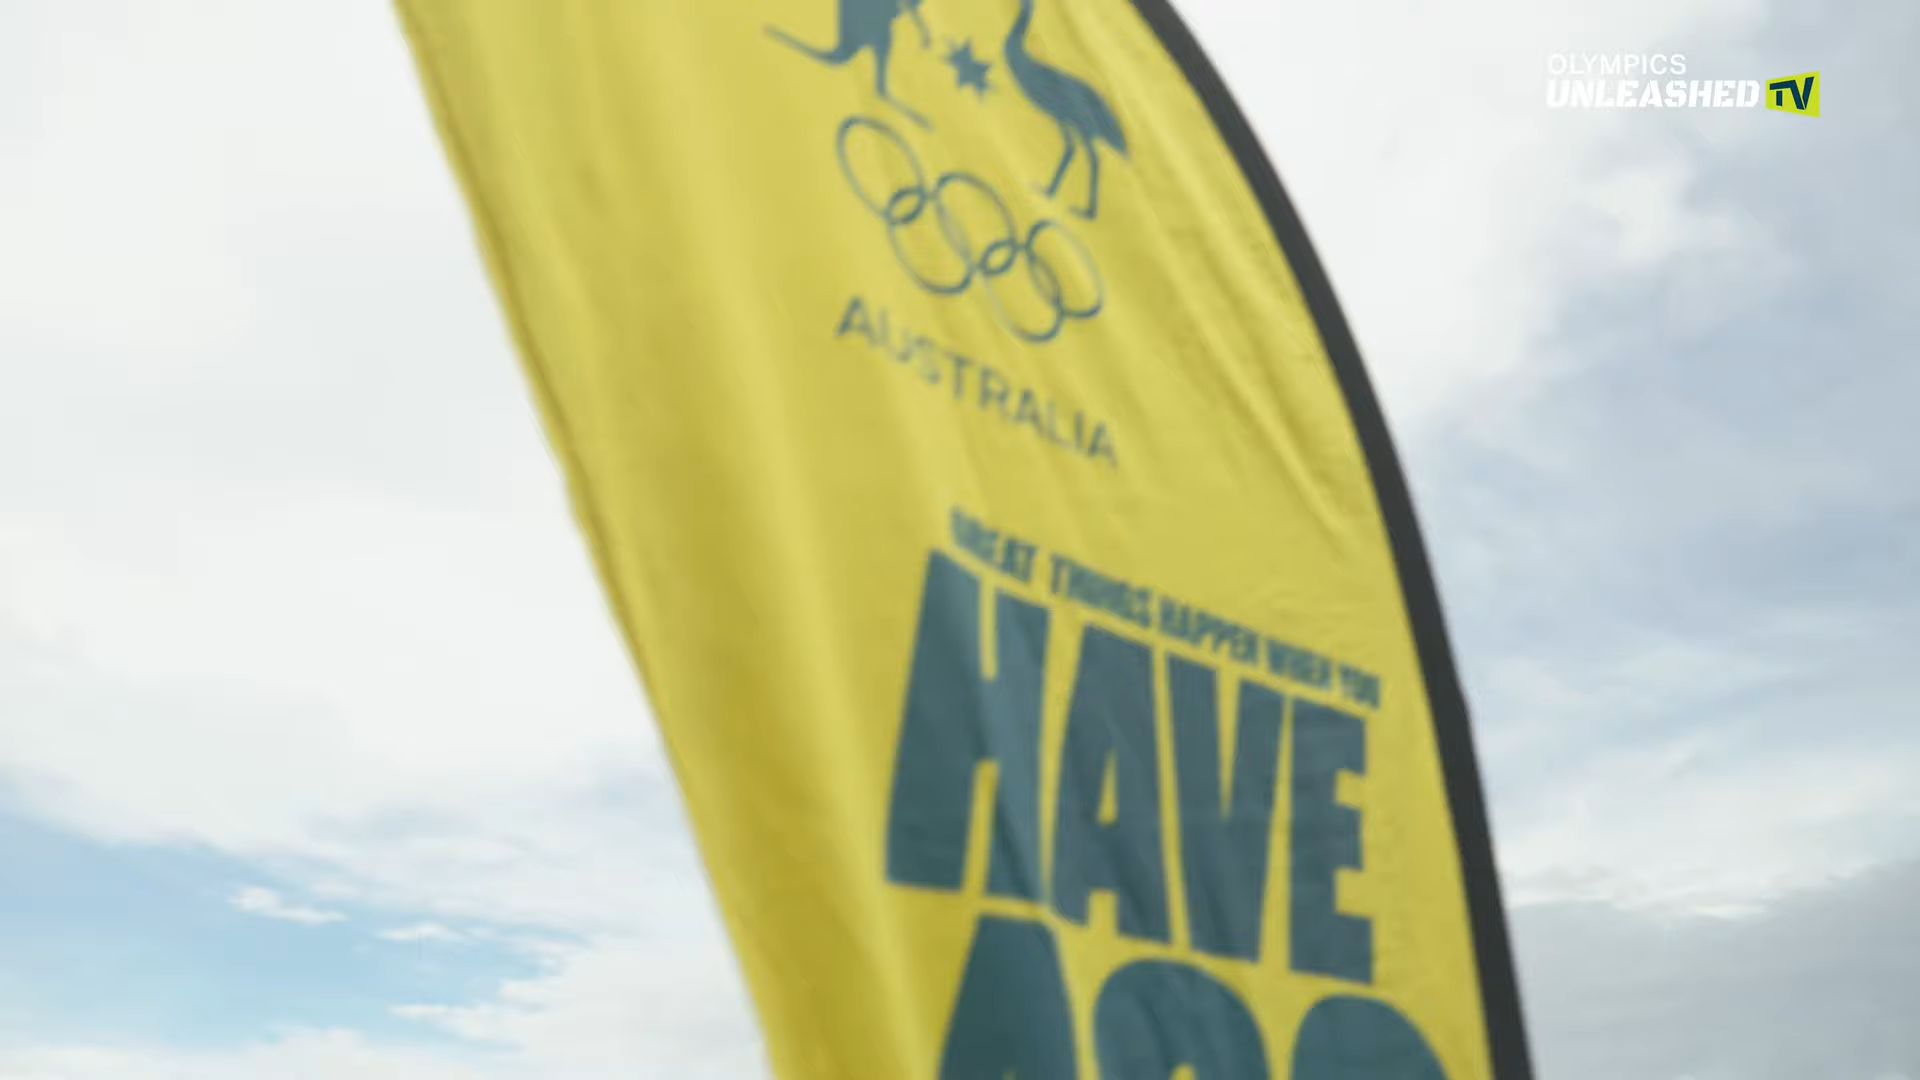 OLYMPICS
UNLEASHED TV
AUSTRALIA
GREAT THINGS HAPPEN WHEN YOU
HAVE